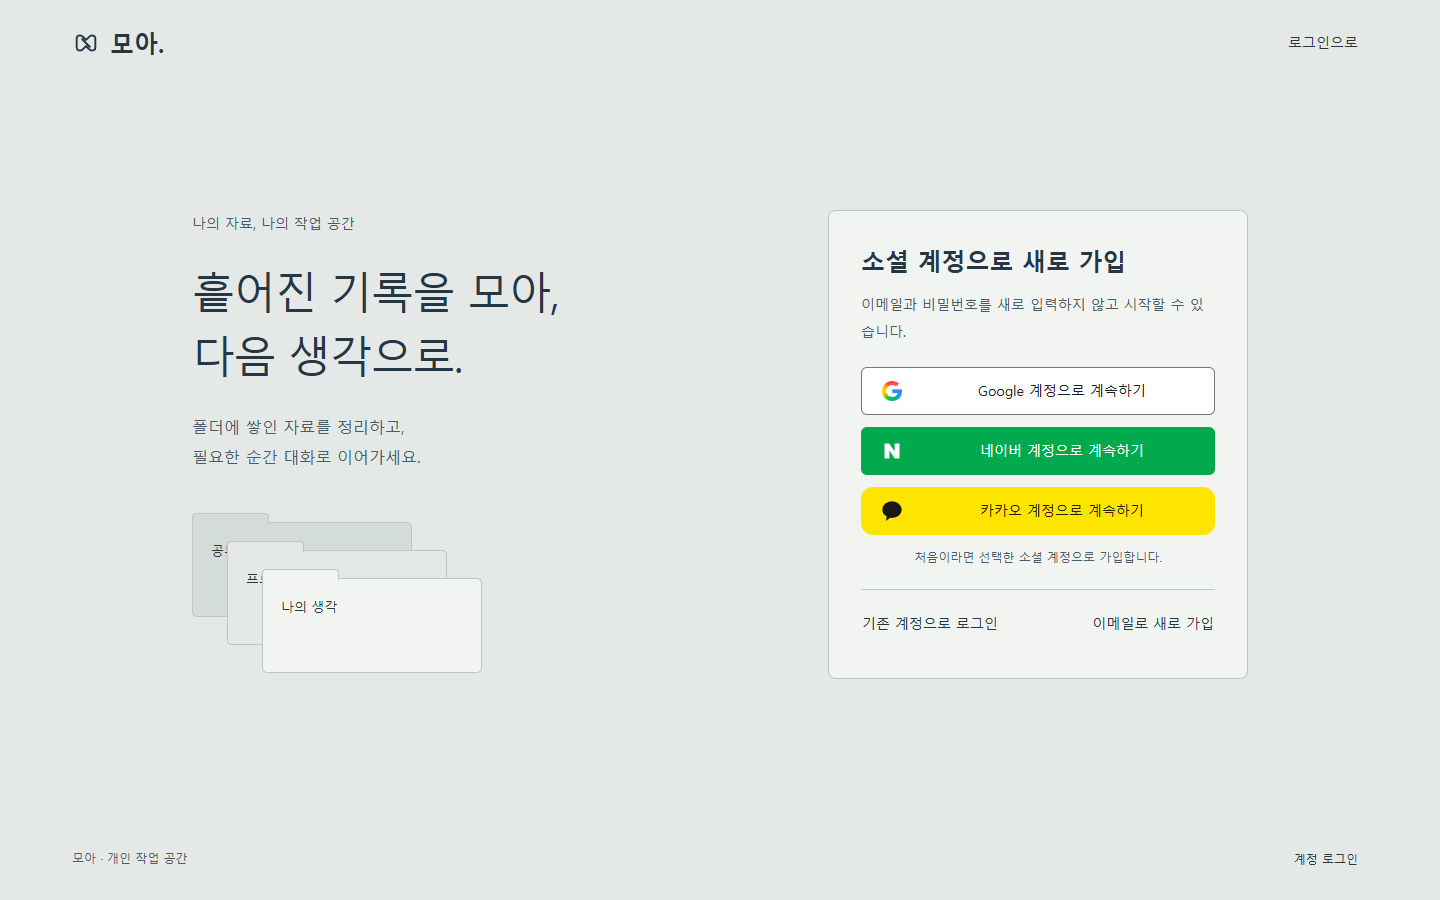 모아.
로그인으로
나의 자료, 나의 작업 공간
흩어진 기록을 모아,
다음 생각으로.
폴더에 쌓인 자료를 정리하고,
필요한 순간 대화로 이어가세요.
나의 생각
소셜 계정으로 새로 가입
이메일과 비밀번호를 새로 입력하지 않고 시작할 수 있
습니다.
Google 계정으로 계속하기
네이버 계정으로 계속하기
카카오 계정으로 계속하기
처음이라면 선택한 소셜 계정으로 가입합니다.
기존 계정으로 로그인
이메일로 새로 가입
모아 · 개인 작업 공간
계정 로그인